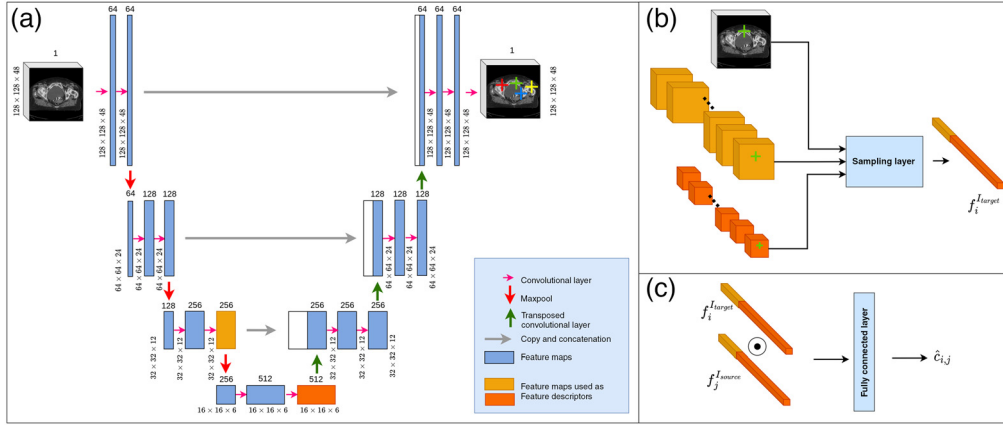 (a)
64 64
64 64 64
1
1
128 × 128 × 48
128 × 128 × 48
128 × 128 × 48
128 × 128 × 48
128 × 128 × 48
128 × 128 × 48
128 × 128 × 48
64 128 128
128 128 128
64 × 64 × 24
64 × 64 × 24
64 × 64 × 24
64 × 64 × 24
64 × 64 × 24
64 × 64 × 24
128 256 256
256 256 256
32 × 32 × 12
32 × 32 × 12
32 × 32 × 12
32 × 32 × 12
32 × 32 × 12
32 × 32 × 12
256 512 512
16 × 16 × 6 16 × 16 × 6 16 × 16 × 6
Convolutional layer
Maxpool
Transposed
convolutional layer
Copy and concatenation
Feature maps
Feature maps used as
Feature descriptors
(b)
Sampling layer
f_i^{I_{target}}
(c)
f_i^{I_{target}}
f_j^{I_{source}}
Fully connected layer
ĉ_{i,j}